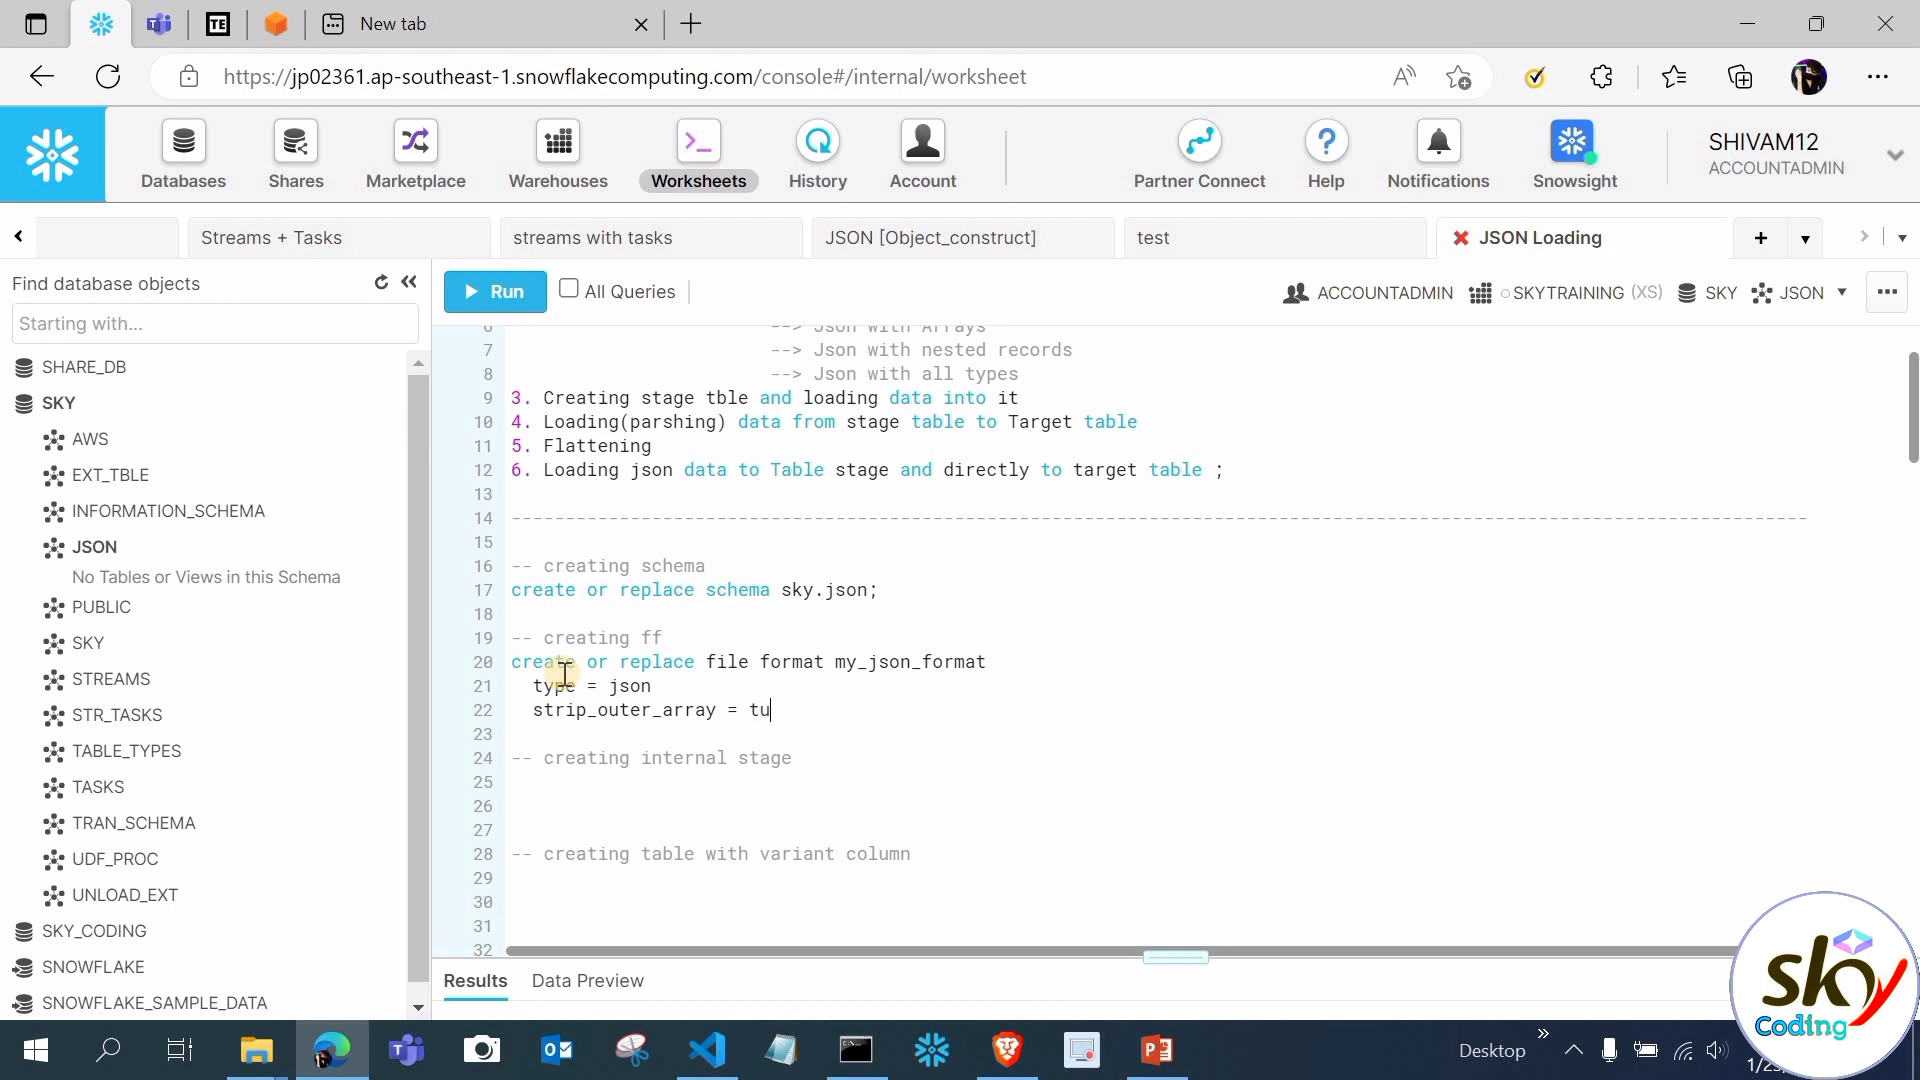 TE
New tab
https://jp02361.ap-southeast-1.snowflakecomputing.com/console#/internal/worksheet
Databases
Shares
Marketplace
Warehouses
Worksheets
History
Account
Partner Connect
Help
Notifications
Snowsight
SHIVAM12
ACCOUNTADMIN
Streams + Tasks
streams with tasks
JSON [Object_construct]
test
JSON Loading
Find database objects
Starting with...
Run
All Queries
ACCOUNTADMIN
SKYTRAINING (XS)
SKY
JSON
SHARE_DB
SKY
AWS
EXT_TBLE
INFORMATION_SCHEMA
JSON
No Tables or Views in this Schema
PUBLIC
SKY
STREAMS
STR_TASKS
TABLE_TYPES
TASKS
TRAN_SCHEMA
UDF_PROC
UNLOAD_EXT
SKY_CODING
SNOWFLAKE
SNOWFLAKE_SAMPLE_DATA
6 --> Json with Arrays
7 --> Json with nested records
8 --> Json with all types
9 3. Creating stage tble and loading data into it
10 4. Loading(parshing) data from stage table to Target table
11 5. Flattening
12 6. Loading json data to Table stage and directly to target table ;
13
14 ------------------------------------------------------------------------------------------------------------------------
15
16 -- creating schema
17 create or replace schema sky.json;
18
19 -- creating ff
20 create or replace file format my_json_format
21 type = json
22 strip_outer_array = tu
23
24 -- creating internal stage
25
26
27
28 -- creating table with variant column
29
30
31
32
Results
Data Preview
sky
Coding
Desktop